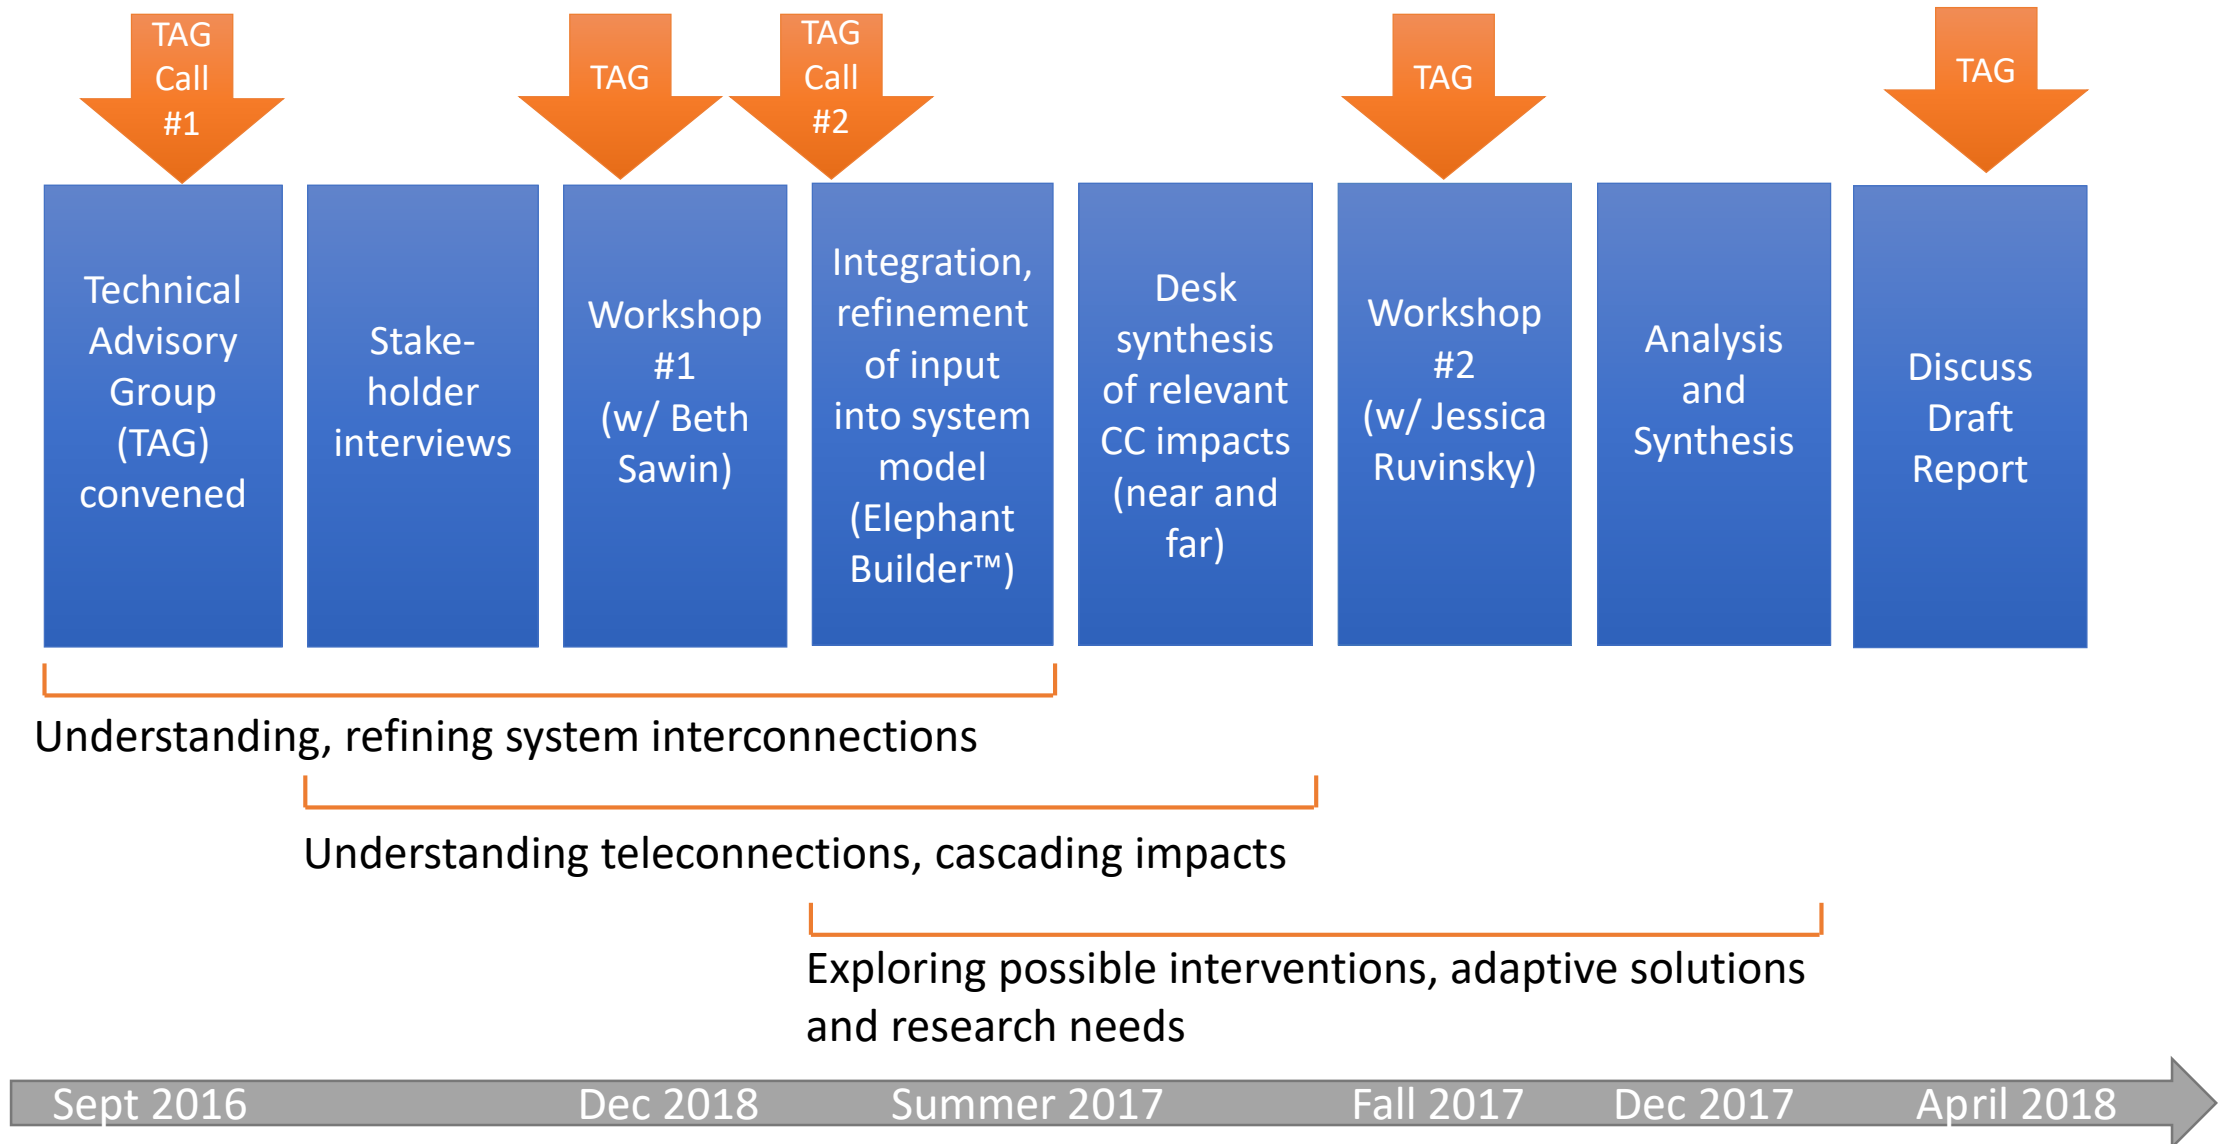 TAG
Call
#1
TAG
TAG
Call
#2
TAG
TAG
Technical
Advisory
Group
(TAG)
convened
Stake-
holder
interviews
Workshop
#1
(w/ Beth
Sawin)
Integration,
refinement
of input
into system
model
(Elephant
Builder™)
Desk
synthesis
of relevant
CC impacts
(near and
far)
Workshop
#2
(w/ Jessica
Ruvinsky)
Analysis
and
Synthesis
Discuss
Draft
Report
Understanding, refining system interconnections
Understanding teleconnections, cascading impacts
Exploring possible interventions, adaptive solutions
and research needs
Sept 2016
Dec 2018
Summer 2017
Fall 2017
Dec 2017
April 2018